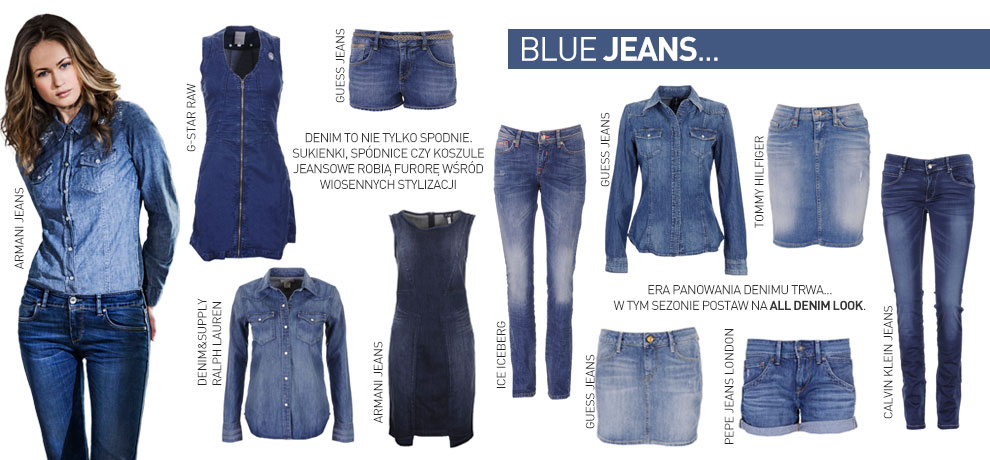 BLUE JEANS...
ARMANI JEANS
G-STAR RAW
GUESS JEANS
DENIM TO NIE TYLKO SPODNIE.
SUKIENKI, SPÓDNICE CZY KOSZULE
JEANSOWE ROBIĄ FURORĘ WŚRÓD
WIOSENNYCH STYLIZACJI
DENIM&SUPPLY
RALPH LAUREN
ARMANI JEANS
ICE ICEBERG
GUESS JEANS
TOMMY HILFIGER
ERA PANOWANIA DENIMU TRWA...
W TYM SEZONIE POSTAW NA ALL DENIM LOOK.
GUESS JEANS
PEPE JEANS LONDON
CALVIN KLEIN JEANS